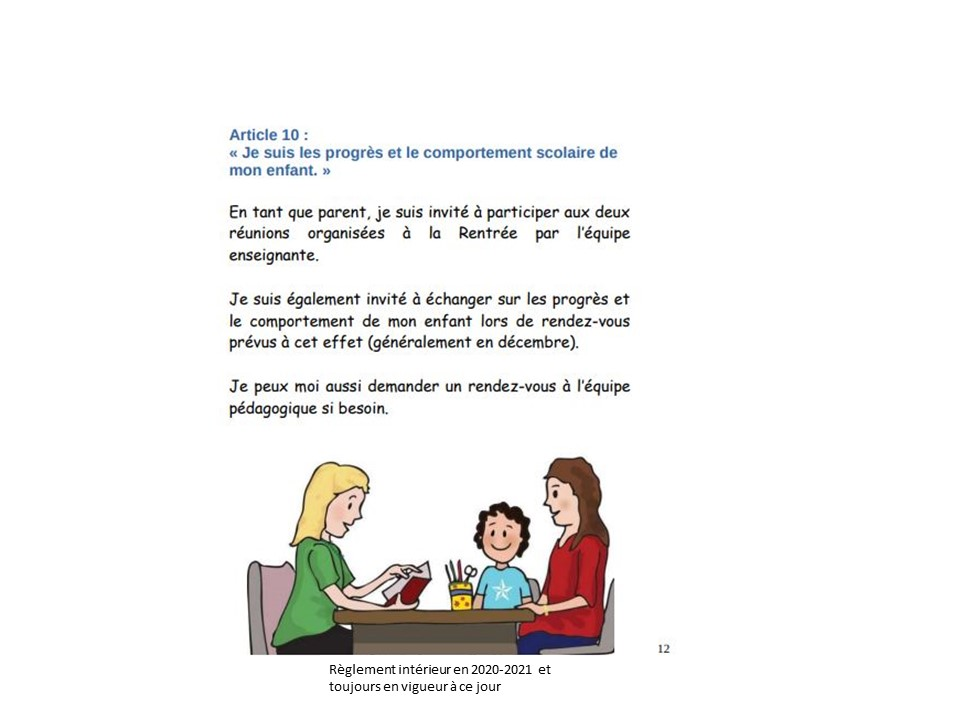 Article 10 :
« Je suis les progrès et le comportement scolaire de
mon enfant. »
En tant que parent, je suis invité à participer aux deux
réunions organisées à la Rentrée par l'équipe
enseignante.
Je suis également invité à échanger sur les progrès et
le comportement de mon enfant lors de rendez-vous
prévus à cet effet (généralement en décembre).
Je peux moi aussi demander un rendez-vous à l'équipe
pédagogique si besoin.
12
Règlement intérieur en 2020-2021 et
toujours en vigueur à ce jour